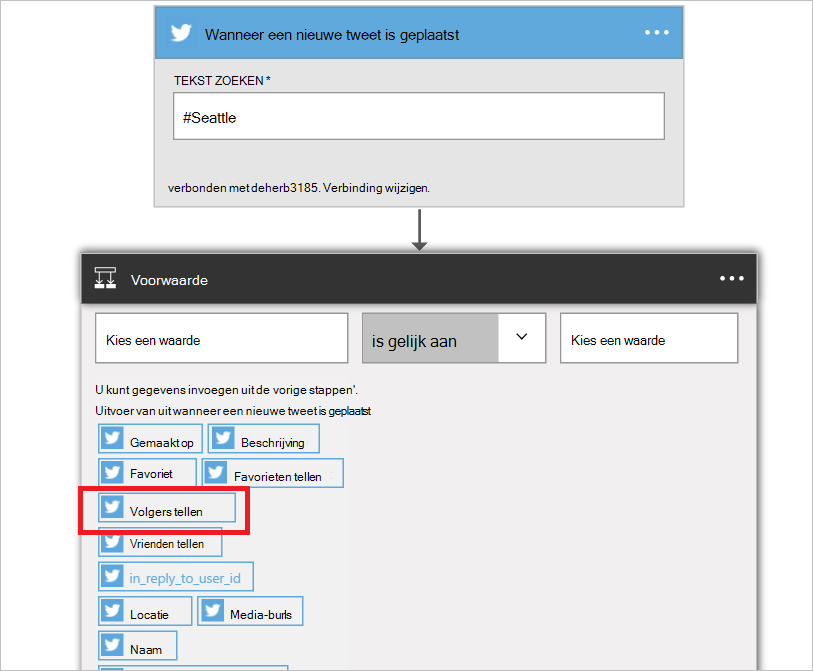 Wanneer een nieuwe tweet is geplaatst
TEKST ZOEKEN *
#Seattle
verbonden met deherb3185. Verbinding wijzigen.
Voorwaarde
Kies een waarde is gelijk aan Kies een waarde
U kunt gegevens invoegen uit de vorige stappen'.
Uitvoer van uit wanneer een nieuwe tweet is geplaatst
Gemaakt op Beschrijving
Favoriet Favorieten tellen
Volgers tellen
Vrienden tellen
in_reply_to_user_id
Locatie Media-burls
Naam